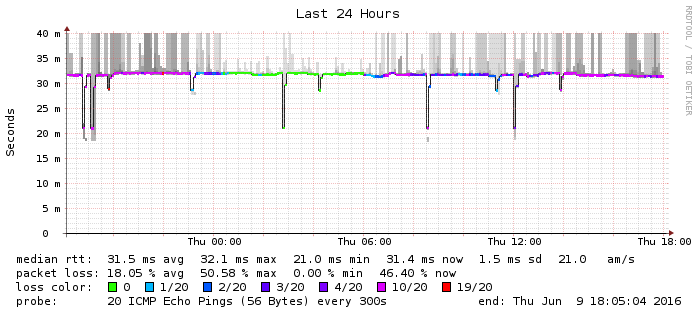 Last 24 Hours
RRDTOOL / TOBI OETIKER
Seconds
40 m
35 m
30 m
25 m
20 m
15 m
10 m
5 m
0
Thu 00:00 Thu 06:00 Thu 12:00 Thu 18:00
median rtt: 31.5 ms avg 32.1 ms max 21.0 ms min 31.4 ms now 1.5 ms sd 21.0 am/s
packet loss: 18.05 % avg 50.58 % max 0.00 % min 46.40 % now
loss color: 0 1/20 2/20 3/20 4/20 10/20 19/20
probe: 20 ICMP Echo Pings (56 Bytes) every 300s end: Thu Jun 9 18:05:04 2016